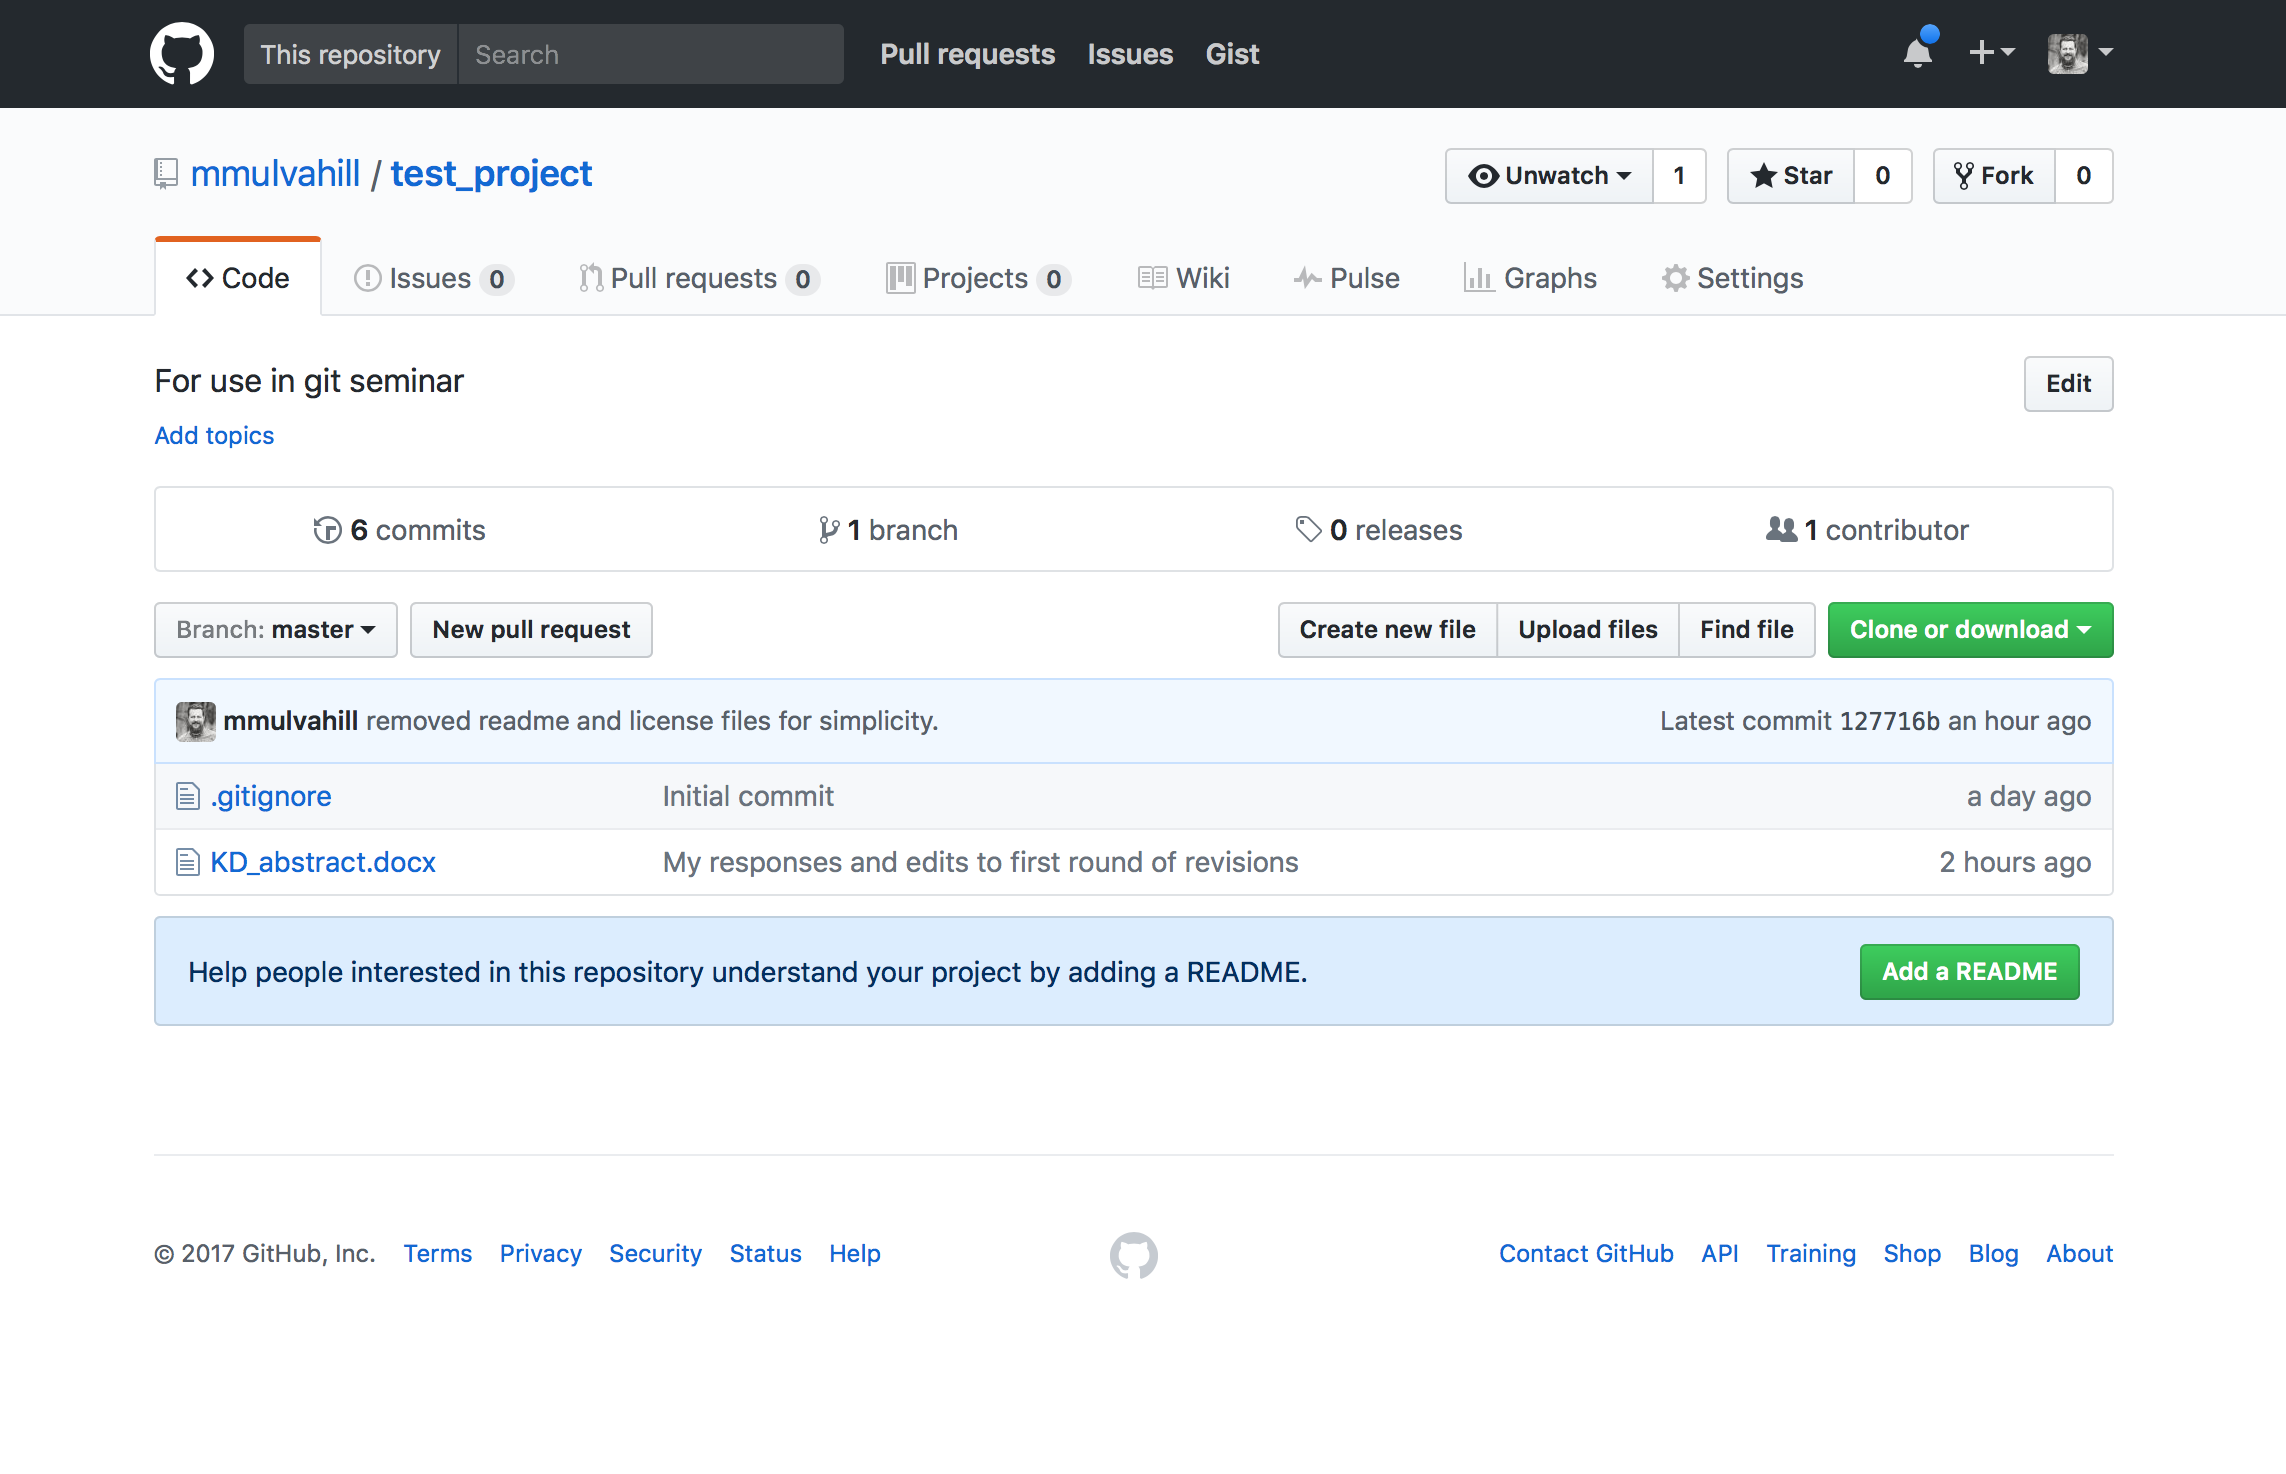 This repository Search Pull requests Issues Gist
mmulvahill / test_project Unwatch 1 Star 0 Fork 0
Code Issues 0 Pull requests 0 Projects 0 Wiki Pulse Graphs Settings
For use in git seminar Edit
Add topics
6 commits 1 branch 0 releases 1 contributor
Branch: master New pull request Create new file Upload files Find file Clone or download
mmulvahill removed readme and license files for simplicity. Latest commit 127716b an hour ago
.gitignore Initial commit a day ago
KD_abstract.docx My responses and edits to first round of revisions 2 hours ago
Help people interested in this repository understand your project by adding a README. Add a README
© 2017 GitHub, Inc. Terms Privacy Security Status Help Contact GitHub API Training Shop Blog About